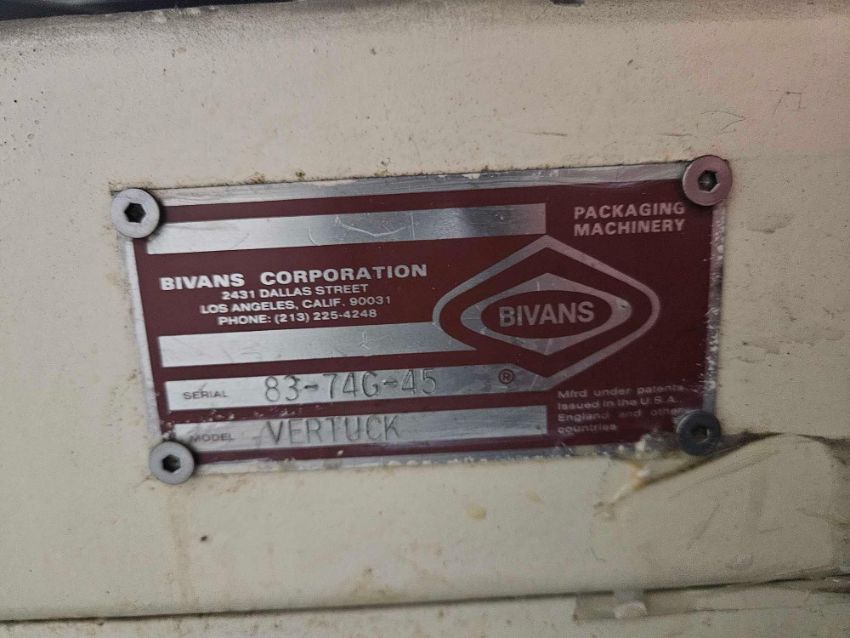 PACKAGING
MACHINERY
BIVANS CORPORATION
2431 DALLAS STREET
LOS ANGELES, CALIF. 90031
PHONE: (213) 225-4248
BIVANS
®
SERIAL 83-74G-45
MODEL VERTUCK
Mfrd under patents
issued in the U.S.A.,
England and other
countries